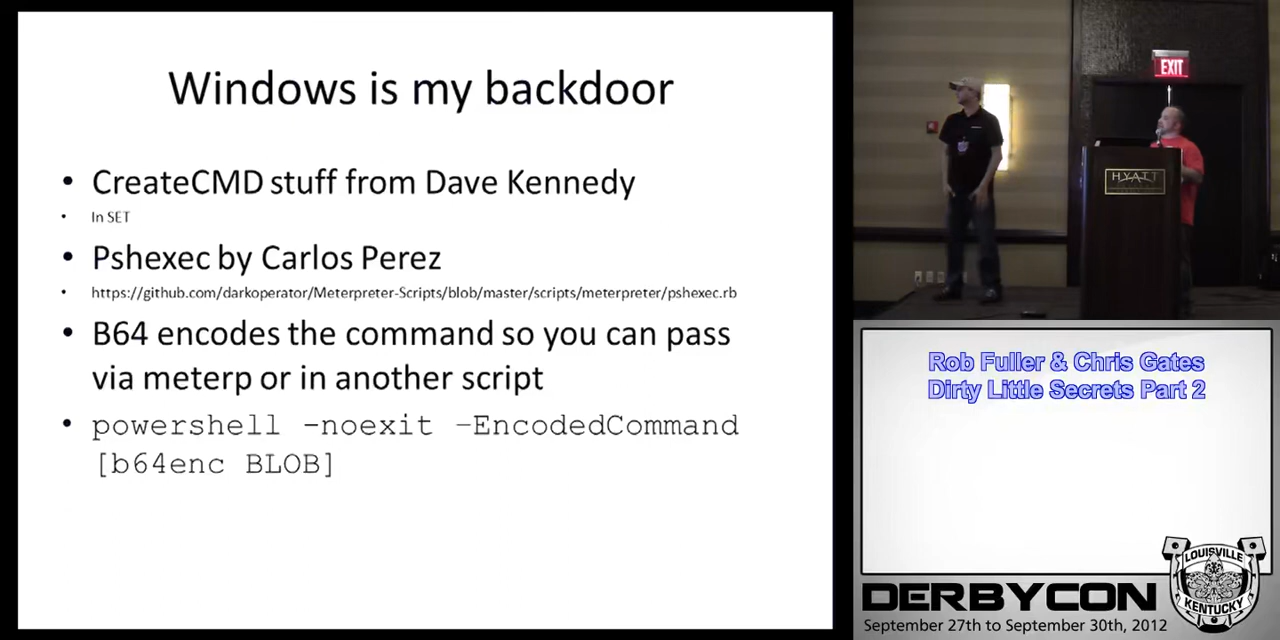 Windows is my backdoor
• CreateCMD stuff from Dave Kennedy
• In SET
• Pshexec by Carlos Perez
• https://github.com/darkoperator/Meterpreter-Scripts/blob/master/scripts/meterpreter/pshexec.rb
• B64 encodes the command so you can pass
via meterp or in another script
• powershell -noexit –EncodedCommand
[b64enc BLOB]
EXIT
HYATT
Rob Fuller & Chris Gates
Dirty Little Secrets Part 2
LOUISVILLE
KENTUCKY
DERBYCON
September 27th to September 30th, 2012